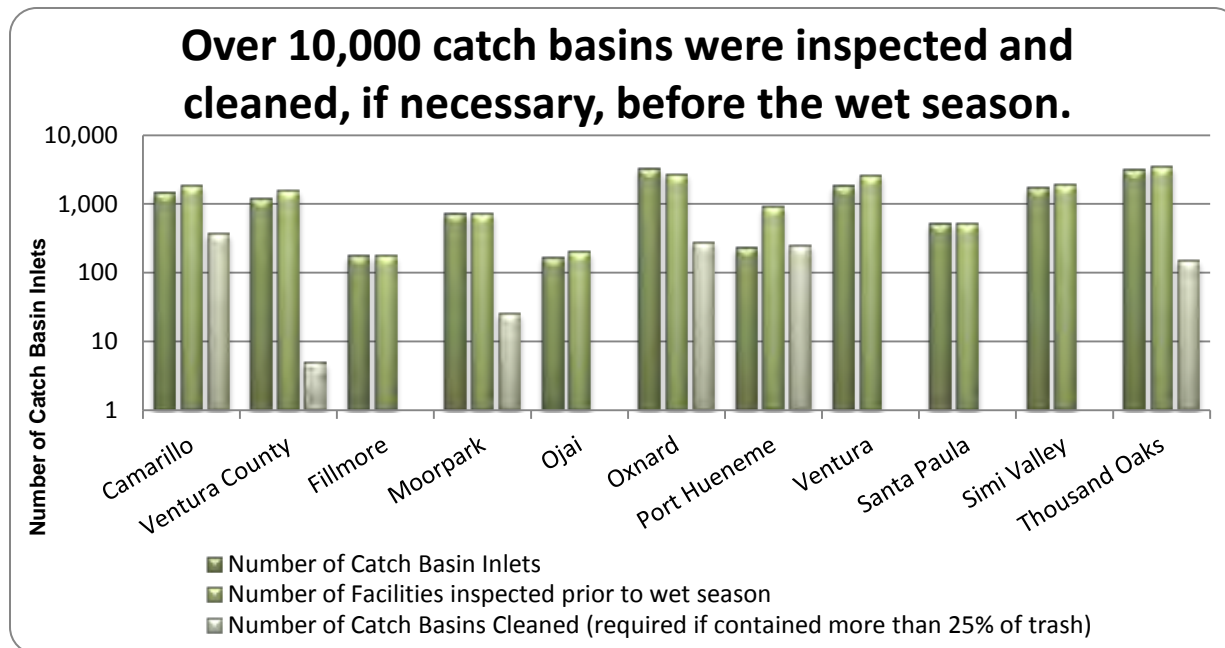 Over 10,000 catch basins were inspected and
cleaned, if necessary, before the wet season.
10,000
1,000
100
10
1
Number of Catch Basin Inlets
Camarillo
Ventura County
Fillmore
Moorpark
Ojai
Oxnard
Port Hueneme
Ventura
Santa Paula
Simi Valley
Thousand Oaks
Number of Catch Basin Inlets
Number of Facilities inspected prior to wet season
Number of Catch Basins Cleaned (required if contained more than 25% of trash)